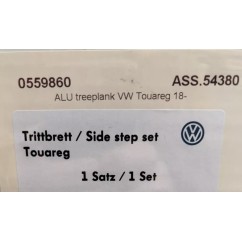 0559860 ASS.54380
ALU treeplank VW Touareg 18-
Trittbrett / Side step set
Touareg
1 Satz / 1 Set